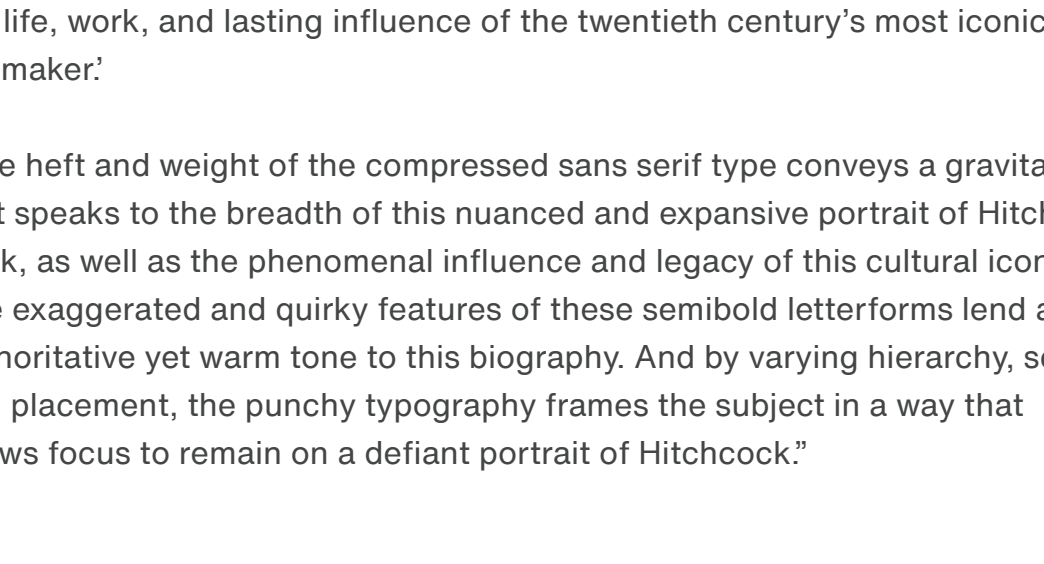 life, work, and lasting influence of the twentieth century’s most iconic
maker.’
e heft and weight of the compressed sans serif type conveys a gravita
t speaks to the breadth of this nuanced and expansive portrait of Hitch
k, as well as the phenomenal influence and legacy of this cultural icon
e exaggerated and quirky features of these semibold letterforms lend a
horitative yet warm tone to this biography. And by varying hierarchy, sc
placement, the punchy typography frames the subject in a way that
ws focus to remain on a defiant portrait of Hitchcock.”